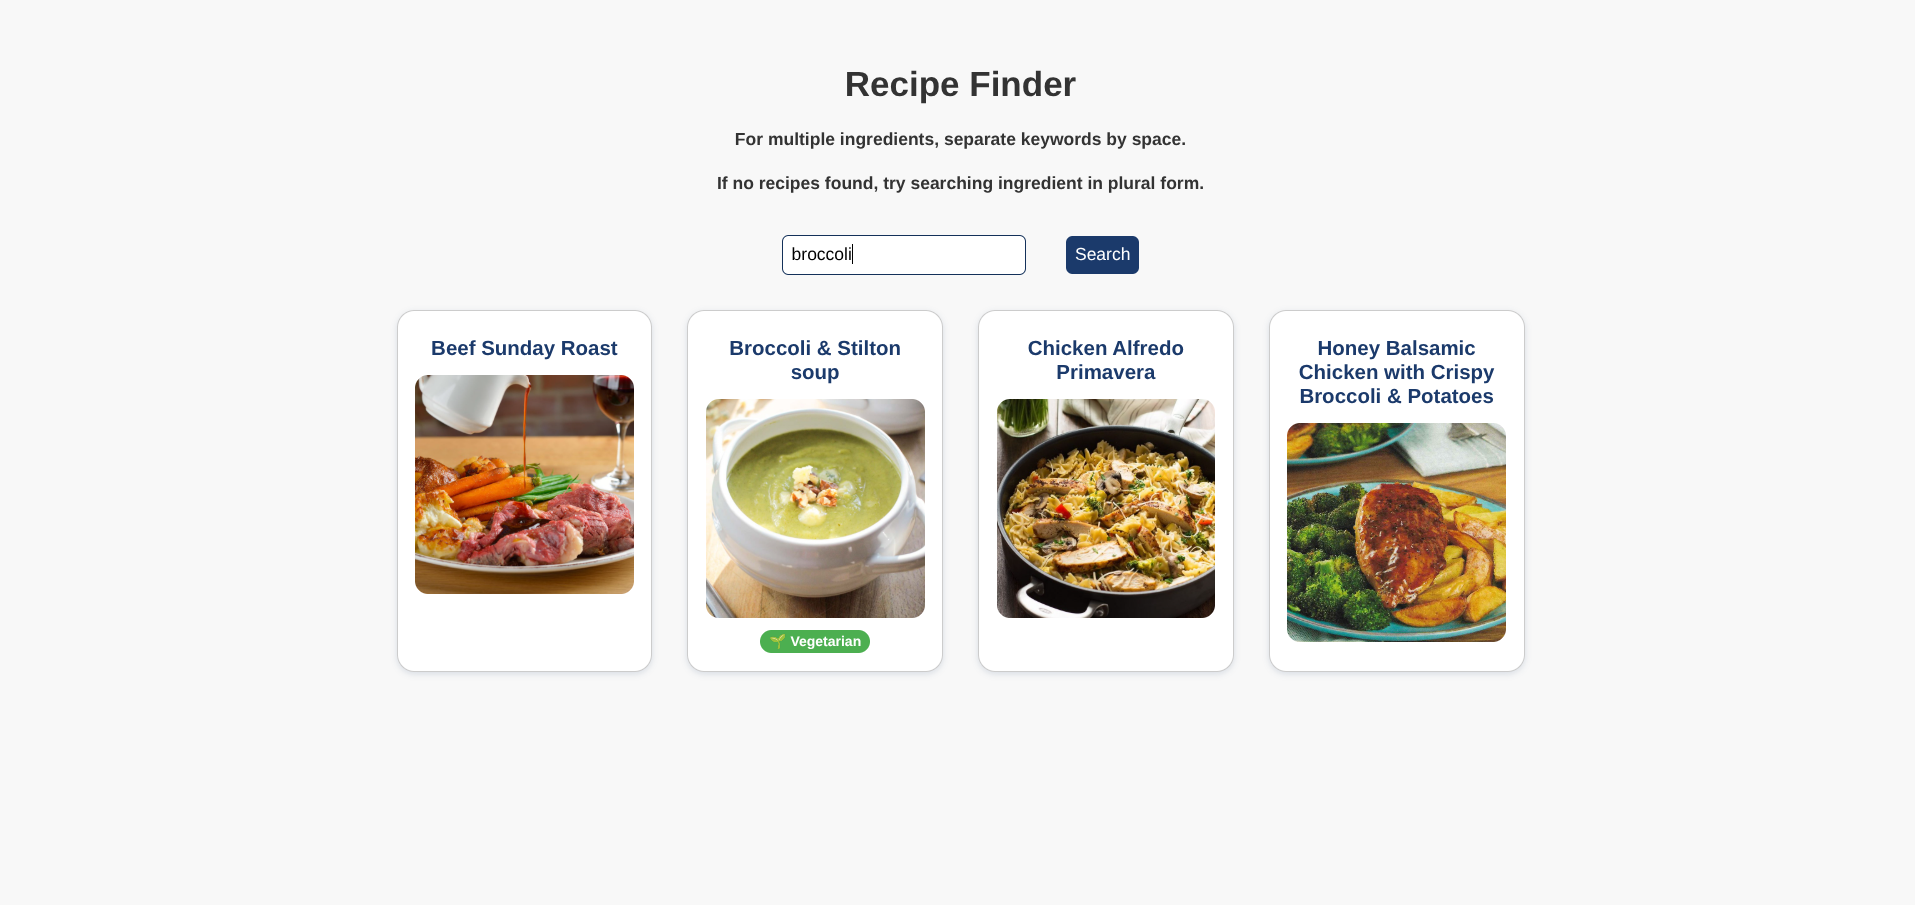 Recipe Finder
For multiple ingredients, separate keywords by space.
If no recipes found, try searching ingredient in plural form.
broccoli
Search
Beef Sunday Roast
Broccoli & Stilton
soup
🌱 Vegetarian
Chicken Alfredo
Primavera
Honey Balsamic
Chicken with Crispy
Broccoli & Potatoes